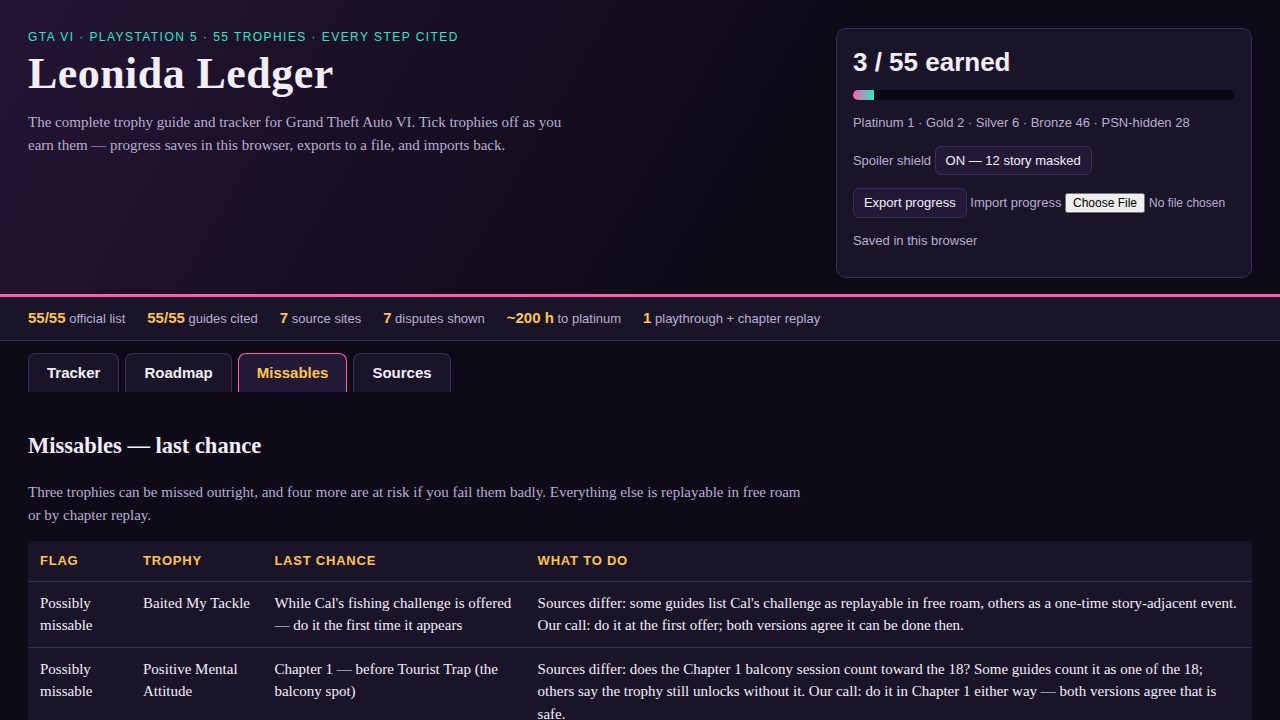 GTA VI · PLAYSTATION 5 · 55 TROPHIES · EVERY STEP CITED
Leonida Ledger
The complete trophy guide and tracker for Grand Theft Auto VI. Tick trophies off as you
earn them — progress saves in this browser, exports to a file, and imports back.
3 / 55 earned
Platinum 1 · Gold 2 · Silver 6 · Bronze 46 · PSN-hidden 28
Spoiler shield ON — 12 story masked
Export progress Import progress Choose File No file chosen
Saved in this browser
55/55 official list 55/55 guides cited 7 source sites 7 disputes shown ~200 h to platinum 1 playthrough + chapter replay
Tracker Roadmap Missables Sources
Missables — last chance
Three trophies can be missed outright, and four more are at risk if you fail them badly. Everything else is replayable in free roam
or by chapter replay.
FLAG TROPHY LAST CHANCE WHAT TO DO
Possibly Baited My Tackle While Cal's fishing challenge is offered Sources differ: some guides list Cal's challenge as replayable in free roam, others as a one-time story-adjacent event.
missable — do it the first time it appears Our call: do it at the first offer; both versions agree it can be done then.
Possibly Positive Mental Chapter 1 — before Tourist Trap (the Sources differ: does the Chapter 1 balcony session count toward the 18? Some guides count it as one of the 18;
missable Attitude balcony spot) others say the trophy still unlocks without it. Our call: do it in Chapter 1 either way — both versions agree that is
safe.